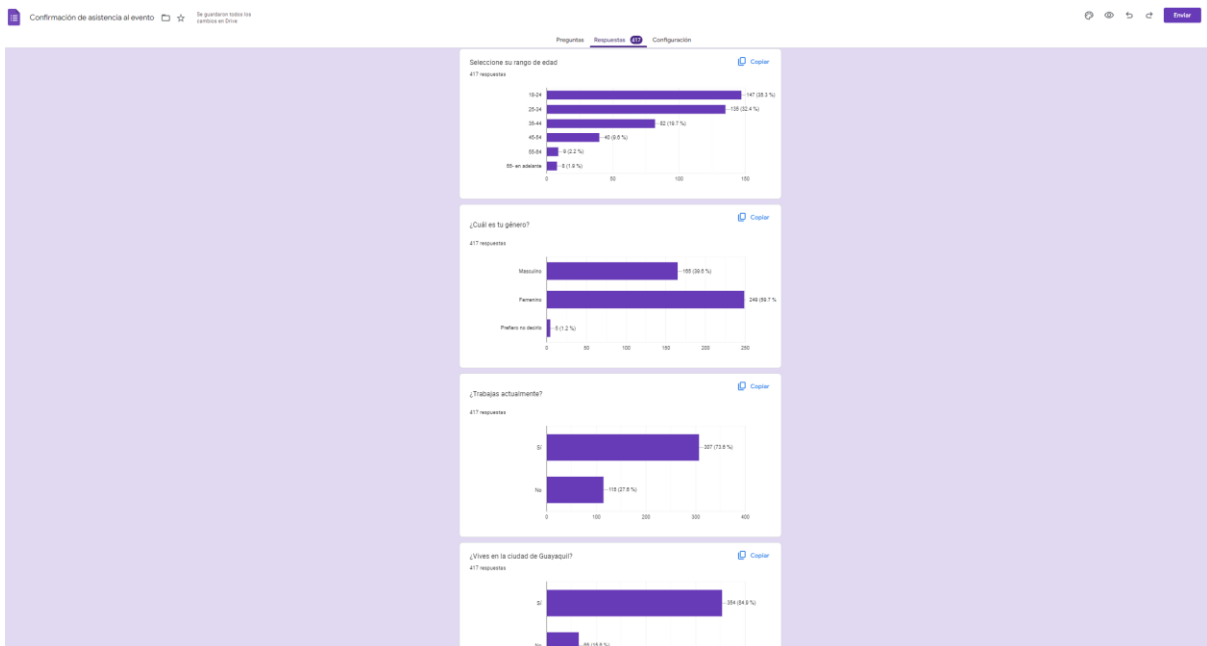 Confirmación de asistencia al evento
Se guardaron todos los
cambios en Drive
Enviar
Preguntas Respuestas 417 Configuración
Seleccione su rango de edad
Copiar
417 respuestas
18-24 147 (35.3 %)
25-34 135 (32.4 %)
35-44 82 (19.7 %)
45-54 40 (9.6 %)
55-64 9 (2.2 %)
65- en adelante 8 (1.9 %)
0 50 100 150
Copiar
¿Cuál es tu género?
417 respuestas
Masculino 165 (39.6 %)
Femenino 249 (59.7 %
Prefiero no decirlo 5 (1.2 %)
0 50 100 150 200 250
Copiar
¿Trabajas actualmente?
417 respuestas
Sí 307 (73.6 %)
No 115 (27.6 %)
0 100 200 300 400
¿Vives en la ciudad de Guayaquil?
Copiar
417 respuestas
Sí 354 (84.9 %)
No